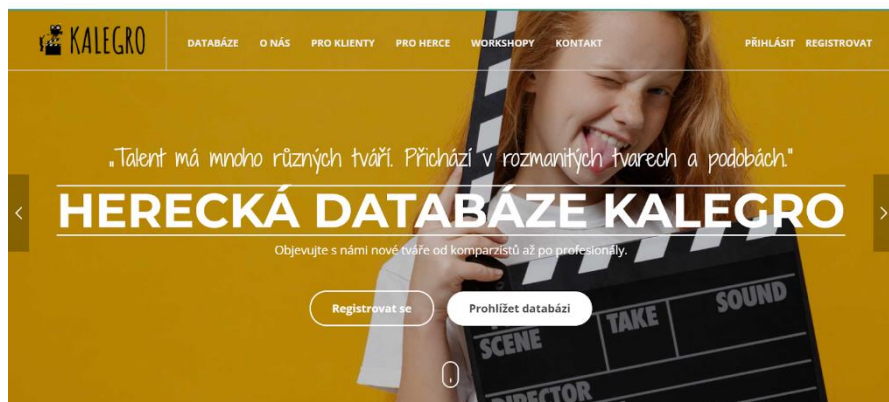 KALEGRO
DATABÁZE O NÁS PRO KLIENTY PRO HERCE WORKSHOPY KONTAKT PŘIHLÁSIT REGISTROVAT
„Talent má mnoho různých tváří. Přichází v rozmanitých tvarech a podobách."
HERECKÁ DATABÁZE KALEGRO
Objevujte s námi nové tváře od komparzistů až po profesionály.
Registrovat se Prohlížet databázi
SCENE TAKE SOUND
DIRECTOR